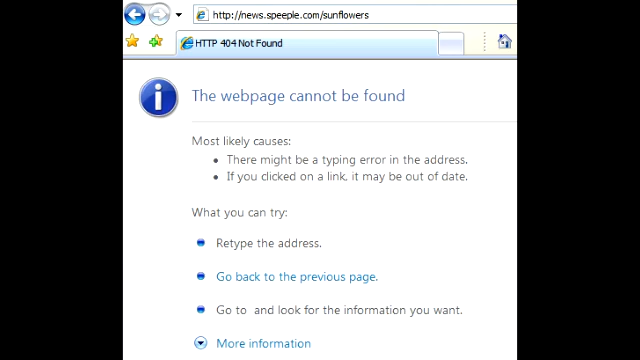 http://news.speeple.com/sunflowers
HTTP 404 Not Found
The webpage cannot be found
Most likely causes:
There might be a typing error in the address.
If you clicked on a link, it may be out of date.
What you can try:
Retype the address.
Go back to the previous page.
Go to  and look for the information you want.
More information